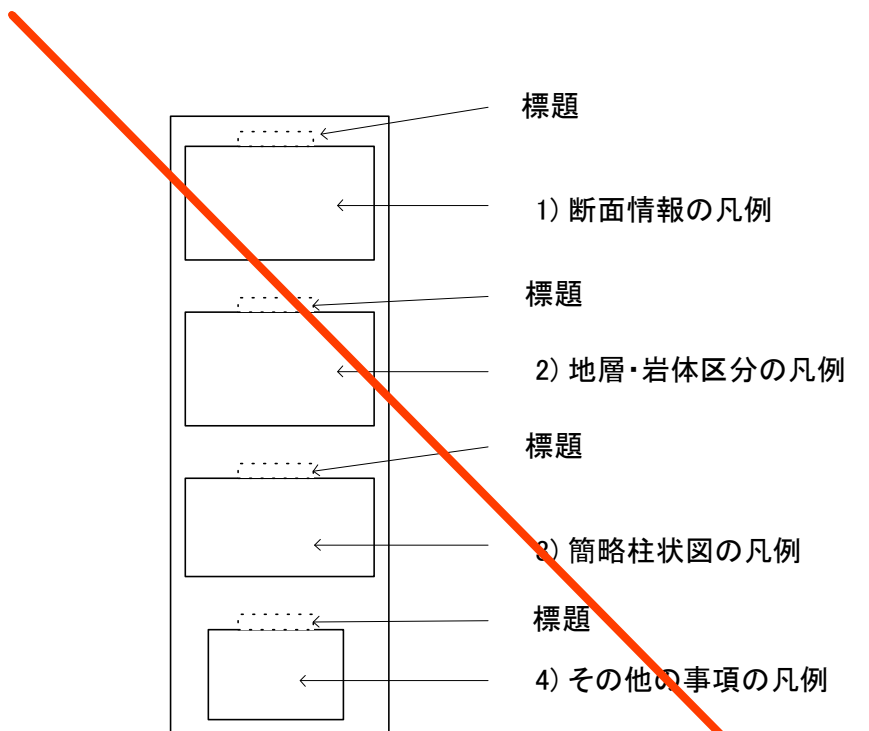 標題
1) 断面情報の凡例
標題
2) 地層・岩体区分の凡例
標題
3) 簡略柱状図の凡例
標題
4) その他の事項の凡例